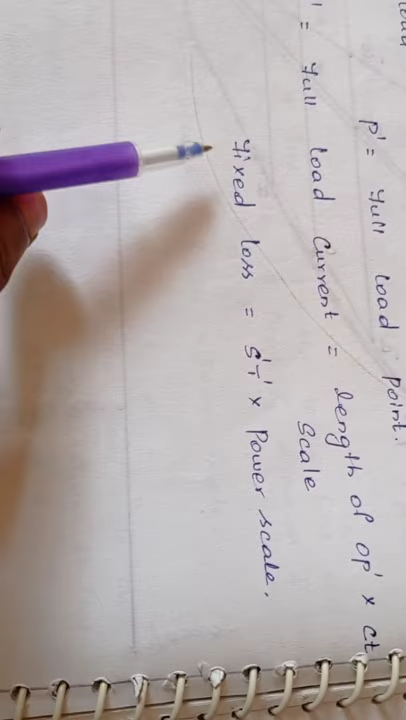 P' = Full load point.
I' = Full load Current = length of OP' × Ct
Scale
Fixed loss = S'T' × Power scale.